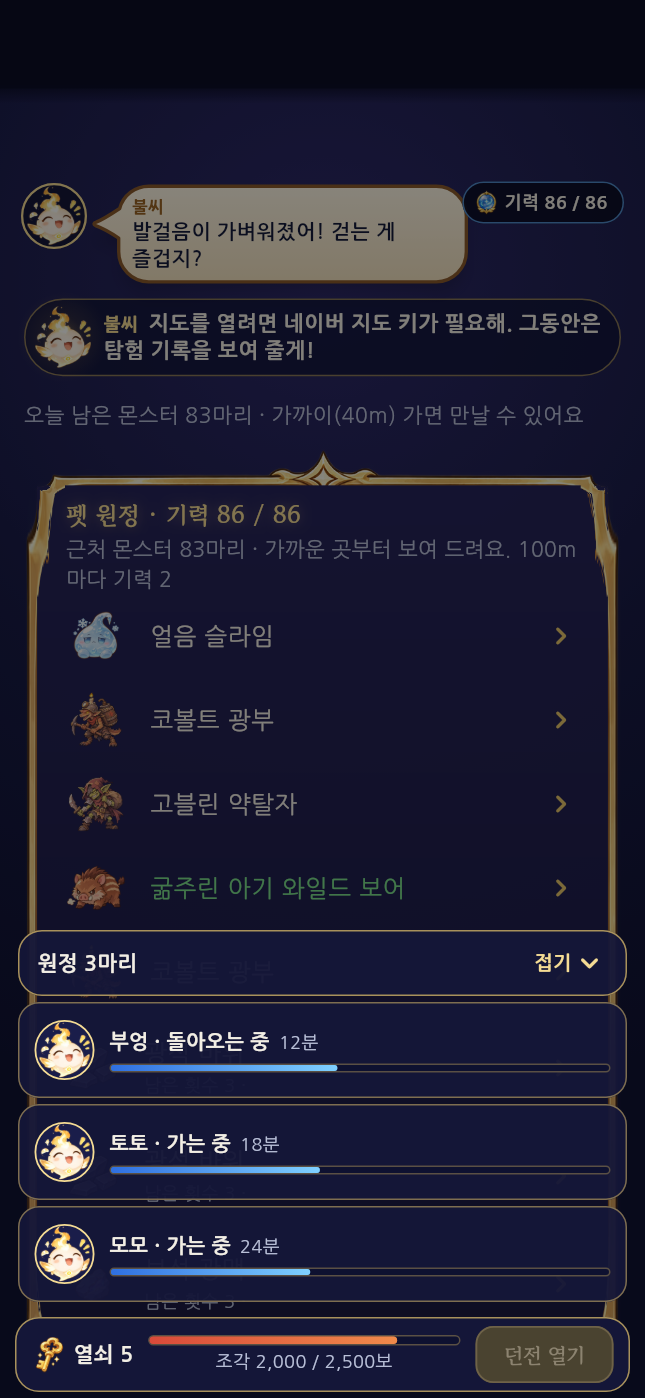 불씨
발걸음이 가벼워졌어! 걷는 게
즐겁지?
기력 86 / 86
불씨 지도를 열려면 네이버 지도 키가 필요해. 그동안은
탐험 기록을 보여 줄게!
오늘 남은 몬스터 83마리 · 가까이(40m) 가면 만날 수 있어요
펫 원정 · 기력 86 / 86
근처 몬스터 83마리 · 가까운 곳부터 보여 드려요. 100m
마다 기력 2
얼음 슬라임
코볼트 광부
고블린 약탈자
굶주린 아기 와일드 보어
원정 3마리
코볼트 광부
접기
부엉 · 돌아오는 중 12분
토토 · 가는 중 18분
모모 · 가는 중 24분
열쇠 5
조각 2,000 / 2,500보
던전 열기